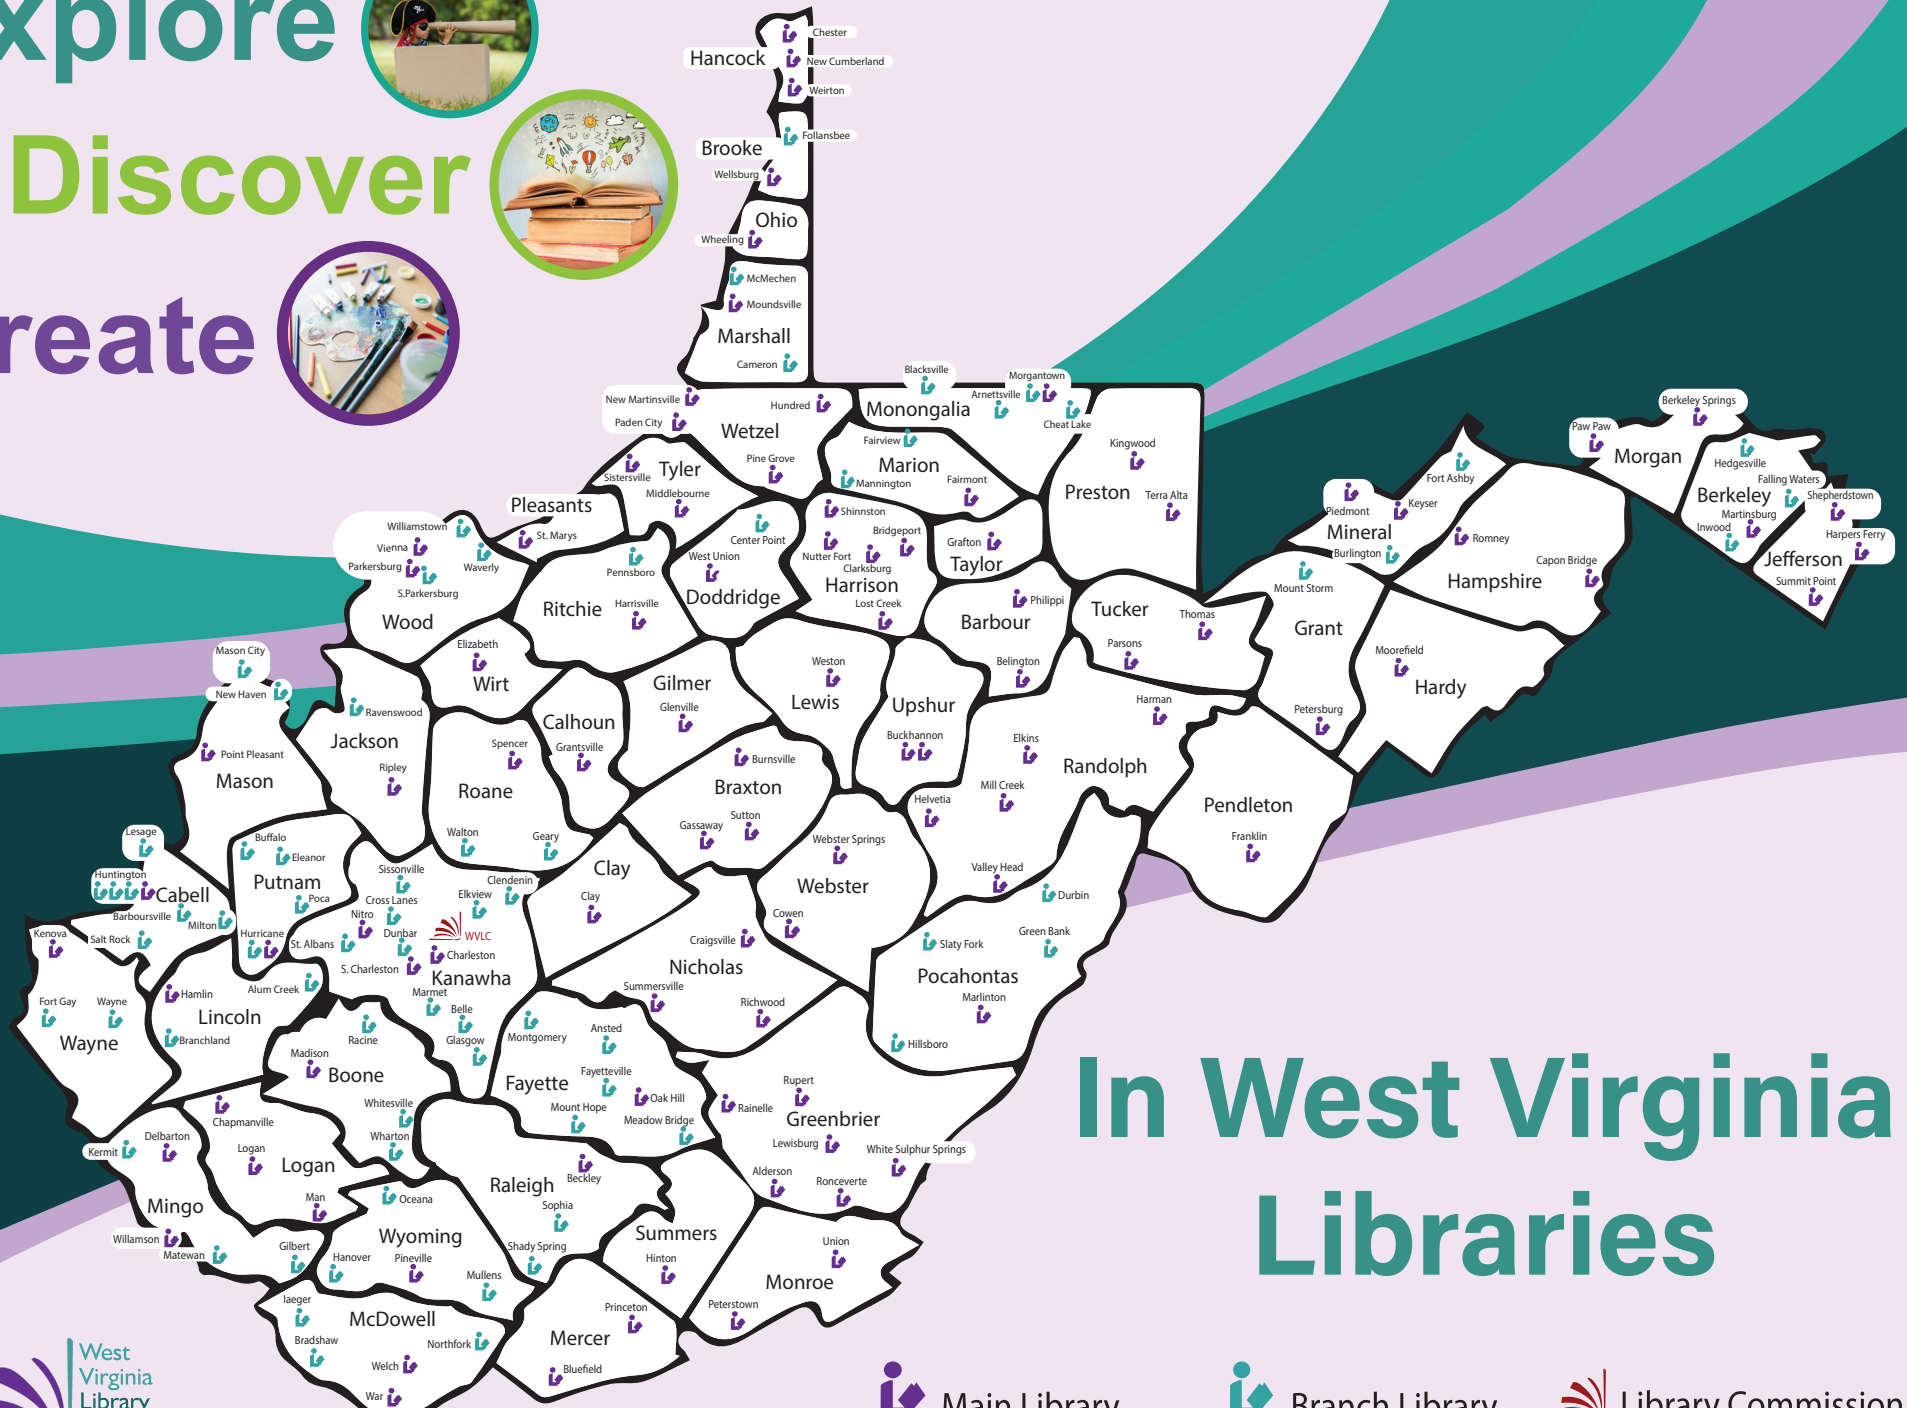 xplore
Discover
reate
Chester
Hancock
New Cumberland
Weirton
Follansbee
Brooke
Wellsburg
Ohio
Wheeling
McMechen
Moundsville
Marshall
Cameron
New Martinsville
Paden City
Hundred
Wetzel
Pine Grove
Blacksville
Morgantown
Arnettsville
Monongalia
Cheat Lake
Fairview
Marion
Mannington
Fairmont
Kingwood
Preston
Terra Alta
Sistersville
Tyler
Middlebourne
Pleasants
St. Marys
Williamstown
Vienna
Parkersburg
Waverly
S.Parkersburg
Wood
Pennsboro
Ritchie
Harrisville
Center Point
West Union
Doddridge
Shinnston
Bridgeport
Nutter Fort
Clarksburg
Harrison
Lost Creek
Grafton
Taylor
Philippi
Barbour
Belington
Tucker
Thomas
Parsons
Mount Storm
Grant
Petersburg
Fort Ashby
Piedmont
Keyser
Mineral
Burlington
Romney
Capon Bridge
Hampshire
Moorefield
Hardy
Berkeley Springs
Paw Paw
Morgan
Hedgesville
Falling Waters
Berkeley
Martinsburg
Inwood
Shepherdstown
Harpers Ferry
Jefferson
Summit Point
Mason City
New Haven
Point Pleasant
Mason
Ravenswood
Jackson
Ripley
Elizabeth
Wirt
Calhoun
Grantsville
Spencer
Roane
Walton
Geary
Gilmer
Glenville
Weston
Lewis
Upshur
Buckhannon
Burnsville
Braxton
Sutton
Gassaway
Harman
Elkins
Randolph
Mill Creek
Helvetia
Valley Head
Pendleton
Franklin
Webster Springs
Webster
Cowen
Lesage
Huntington
Cabell
Barboursville
Milton
Salt Rock
Buffalo
Eleanor
Putnam
Poca
Hurricane
Sissonville
Clendenin
Elkview
Cross Lanes
Nitro
Dunbar
WVLC
St. Albans
Charleston
S. Charleston
Kanawha
Marmet
Belle
Glasgow
Clay
Clay
Craigsville
Nicholas
Summersville
Richwood
Durbin
Green Bank
Slaty Fork
Pocahontas
Marlinton
Hillsboro
Kenova
Fort Gay
Wayne
Wayne
Hamlin
Alum Creek
Lincoln
Branchland
Racine
Madison
Boone
Whitesville
Wharton
Montgomery
Ansted
Fayetteville
Fayette
Oak Hill
Mount Hope
Meadow Bridge
Rupert
Rainelle
Greenbrier
Lewisburg
White Sulphur Springs
Alderson
Ronceverte
Chapmanville
Logan
Logan
Man
Delbarton
Kermit
Mingo
Willamson
Matewan
Gilbert
Oceana
Wyoming
Hanover
Pineville
Mullens
Beckley
Raleigh
Sophia
Shady Spring
Summers
Hinton
Union
Monroe
Peterstown
Iaeger
McDowell
Bradshaw
Northfork
Welch
War
Princeton
Mercer
Bluefield
In West Virginia
Libraries
West
Virginia
Library
Main Library
Branch Library
Library Commission